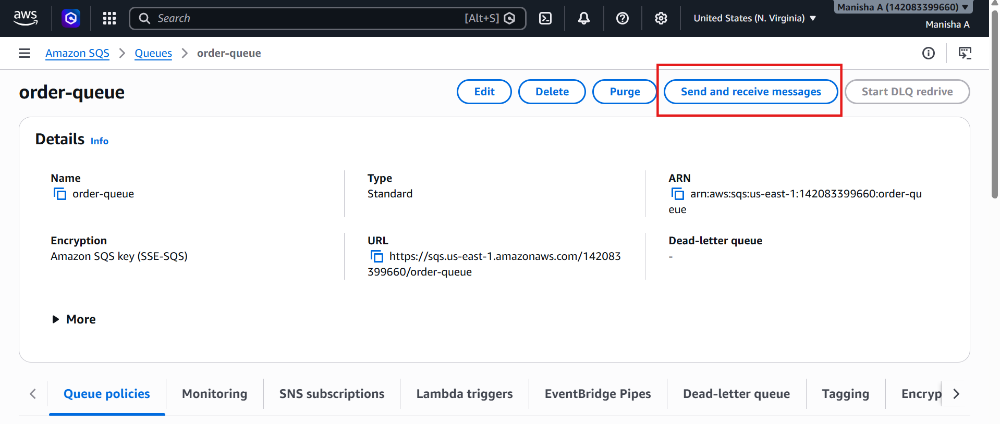 aws
Search
[Alt+S]
United States (N. Virginia)
Manisha A (142083399660)
Manisha A
Amazon SQS
Queues
order-queue
order-queue
Edit
Delete
Purge
Send and receive messages
Start DLQ redrive
Details Info
Name
order-queue
Type
Standard
ARN
arn:aws:sqs:us-east-1:142083399660:order-qu
eue
Encryption
Amazon SQS key (SSE-SQS)
URL
https://sqs.us-east-1.amazonaws.com/142083
399660/order-queue
Dead-letter queue
-
More
Queue policies
Monitoring
SNS subscriptions
Lambda triggers
EventBridge Pipes
Dead-letter queue
Tagging
Encryp